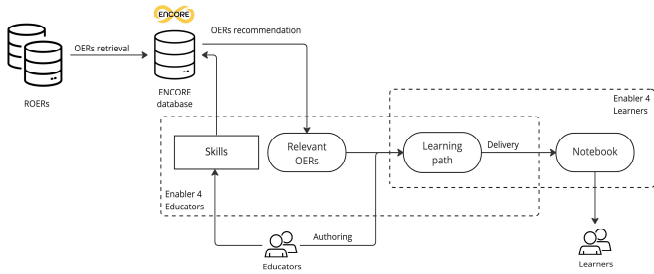 ENCORE
OERs recommendation
OERs retrieval
ENCORE
database
ROERs
Enabler 4
Learners
Skills
Relevant
OERs
Learning
path
Delivery
Notebook
Enabler 4
Educators
Authoring
Educators
Learners